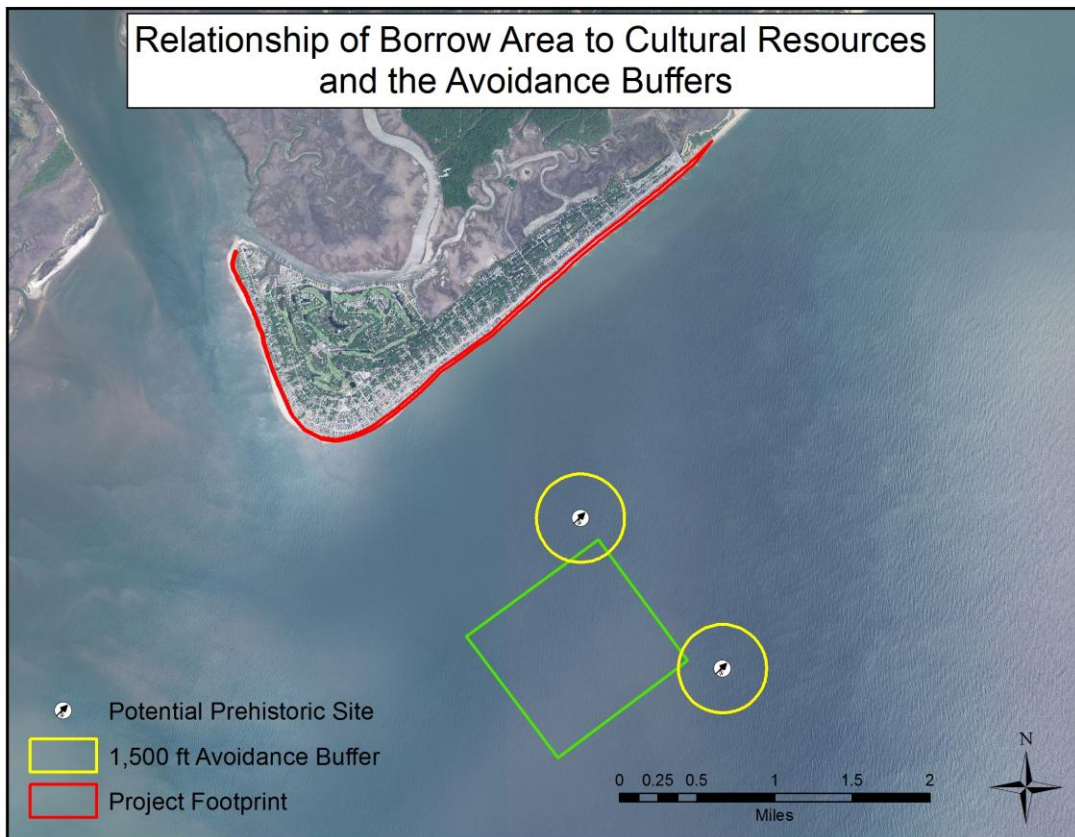 Relationship of Borrow Area to Cultural Resources
and the Avoidance Buffers
Potential Prehistoric Site
1,500 ft Avoidance Buffer
Project Footprint
0 0.25 0.5 1 1.5 2
Miles
N